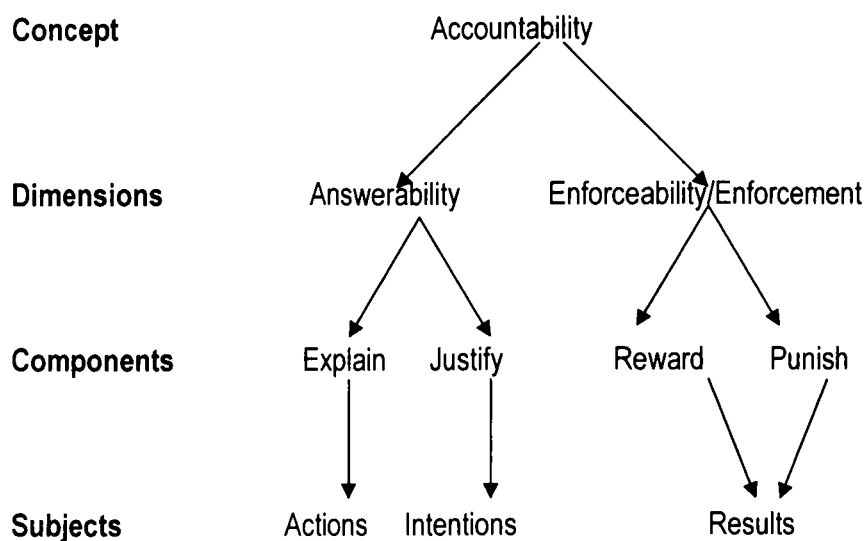 Concept Accountability
Dimensions Answerability Enforceability/Enforcement
Components Explain Justify Reward Punish
Subjects Actions Intentions Results